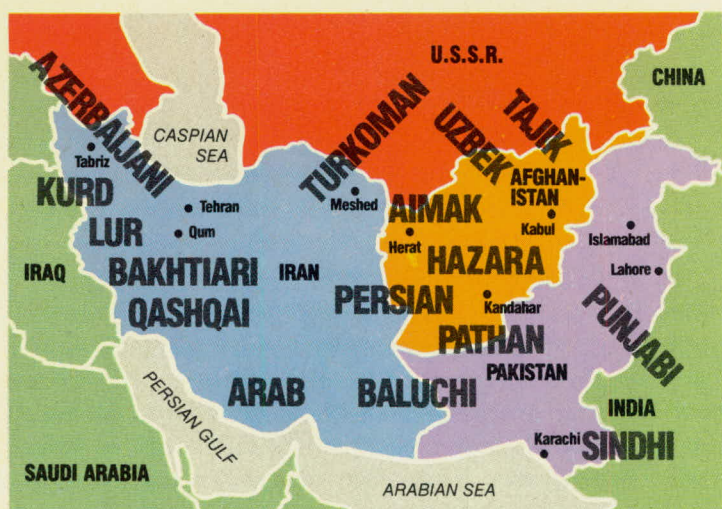 U.S.S.R.
CHINA
AZERBAIJANI
CASPIAN
SEA
TURKOMAN
UZBEK
TAJIK
Tabriz
KURD
Tehran
Meshed
AIMAK
AFGHAN-
ISTAN
Kabul
LUR
Qum
Herat
Islamabad
IRAQ
BAKHTIARI
IRAN
HAZARA
Lahore
QASHQAI
PERSIAN
Kandahar
PUNJABI
PATHAN
PAKISTAN
PERSIAN GULF
ARAB
BALUCHI
INDIA
Karachi
SINDHI
SAUDI ARABIA
ARABIAN SEA